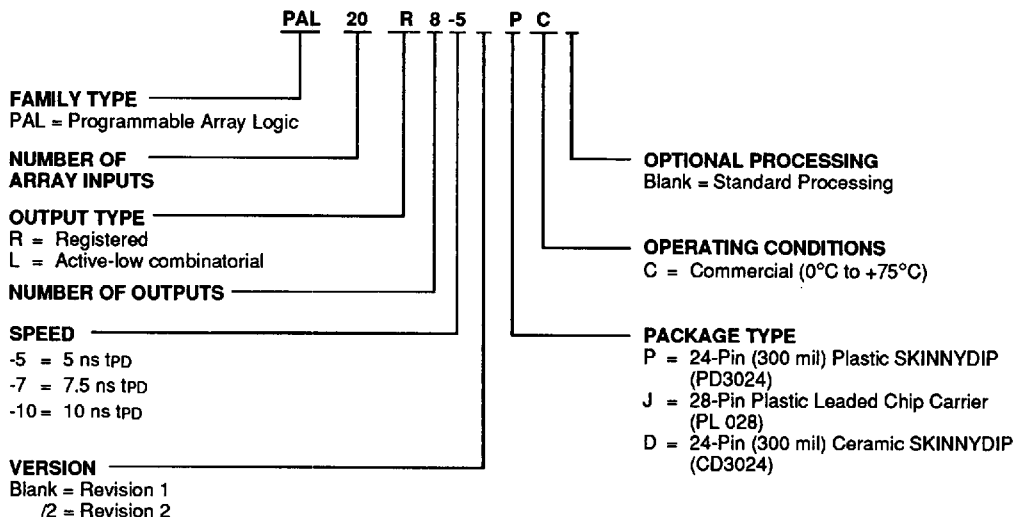 PAL 20 R 8 -5 P C
FAMILY TYPE
PAL = Programmable Array Logic
NUMBER OF
ARRAY INPUTS
OUTPUT TYPE
R = Registered
L = Active-low combinatorial
NUMBER OF OUTPUTS
SPEED
-5 = 5 ns tPD
-7 = 7.5 ns tPD
-10 = 10 ns tPD
VERSION
Blank = Revision 1
/2 = Revision 2
OPTIONAL PROCESSING
Blank = Standard Processing
OPERATING CONDITIONS
C = Commercial (0°C to +75°C)
PACKAGE TYPE
P = 24-Pin (300 mil) Plastic SKINNYDIP
(PD3024)
J = 28-Pin Plastic Leaded Chip Carrier
(PL 028)
D = 24-Pin (300 mil) Ceramic SKINNYDIP
(CD3024)